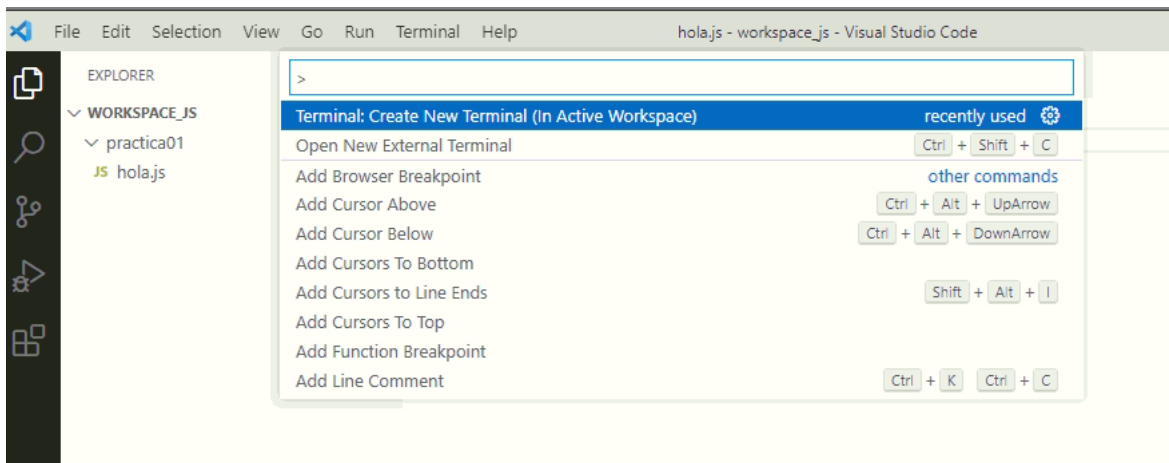 File Edit Selection View Go Run Terminal Help hola.js - workspace_js - Visual Studio Code
EXPLORER
WORKSPACE_JS
practica01
JS hola.js
>
Terminal: Create New Terminal (In Active Workspace) recently used
Open New External Terminal Ctrl + Shift + C
Add Browser Breakpoint other commands
Add Cursor Above Ctrl + Alt + UpArrow
Add Cursor Below Ctrl + Alt + DownArrow
Add Cursors To Bottom
Add Cursors to Line Ends Shift + Alt + I
Add Cursors To Top
Add Function Breakpoint
Add Line Comment Ctrl + K Ctrl + C